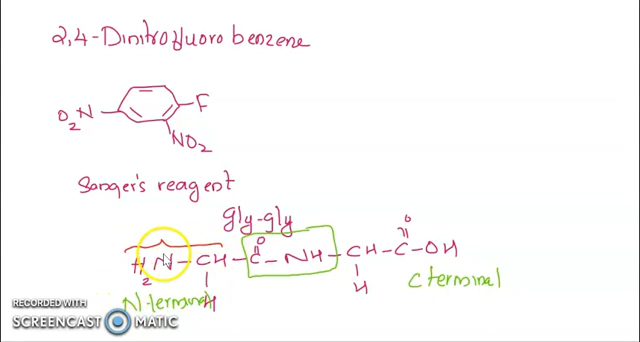 2,4-Dinitrofluoro benzene
O2N
F
NO2
Sanger's reagent
gly-gly
H2N-CH-C-NH-CH-C-OH
O
O
H
H
N-terminal
C terminal
RECORDED WITH
SCREENCAST MATIC